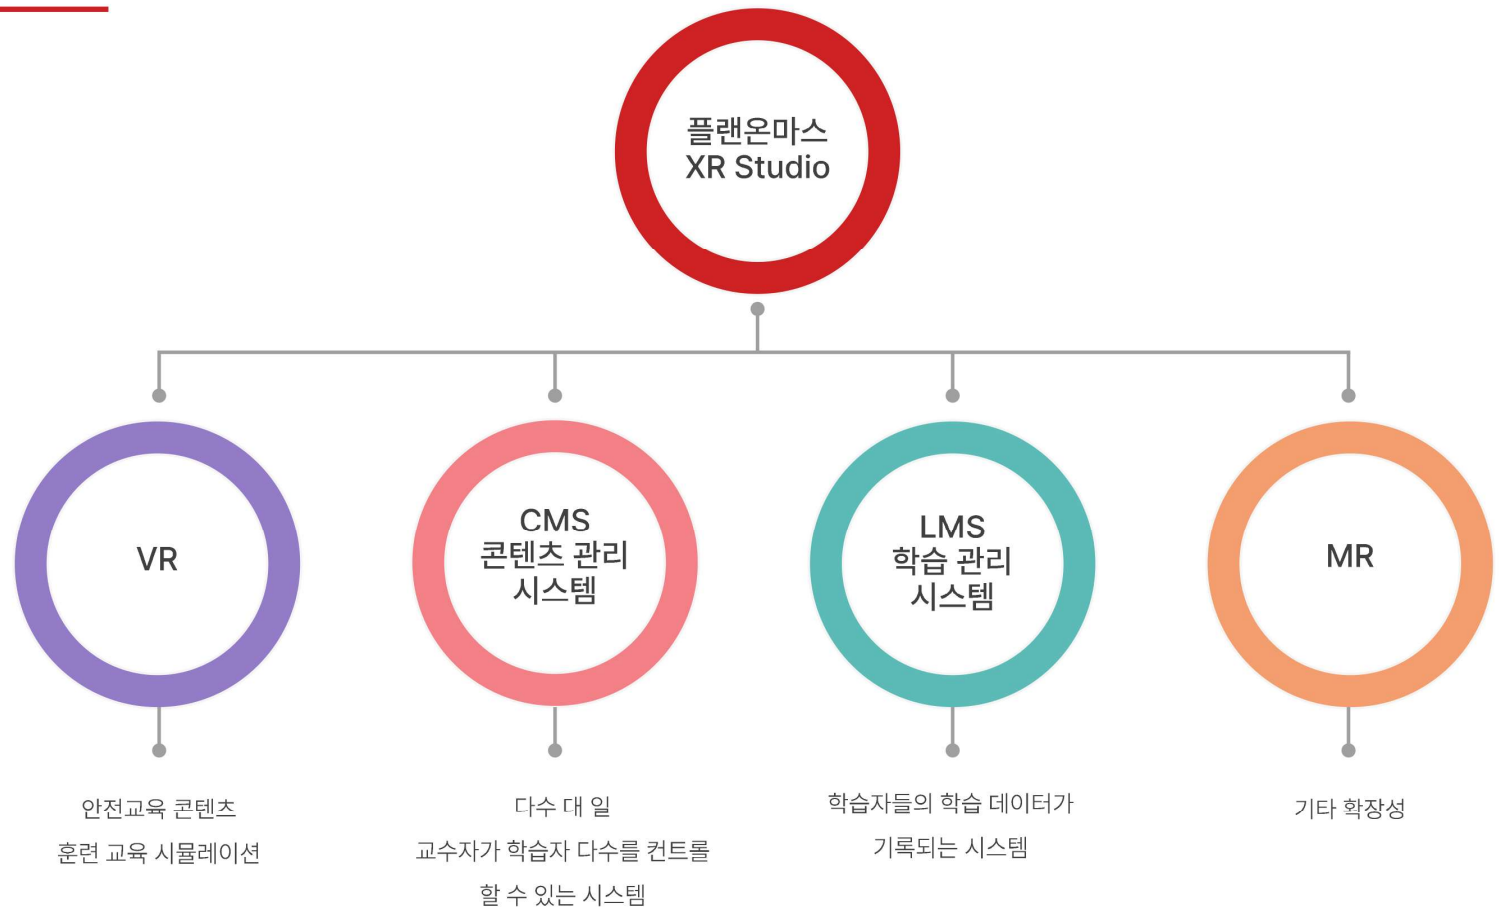 플랜온마스
XR Studio
VR
CMS
콘텐츠 관리
시스템
LMS
학습 관리
시스템
MR
안전교육 콘텐츠
훈련 교육 시뮬레이션
다수 대 일
교수자가 학습자 다수를 컨트롤
할 수 있는 시스템
학습자들의 학습 데이터가
기록되는 시스템
기타 확장성